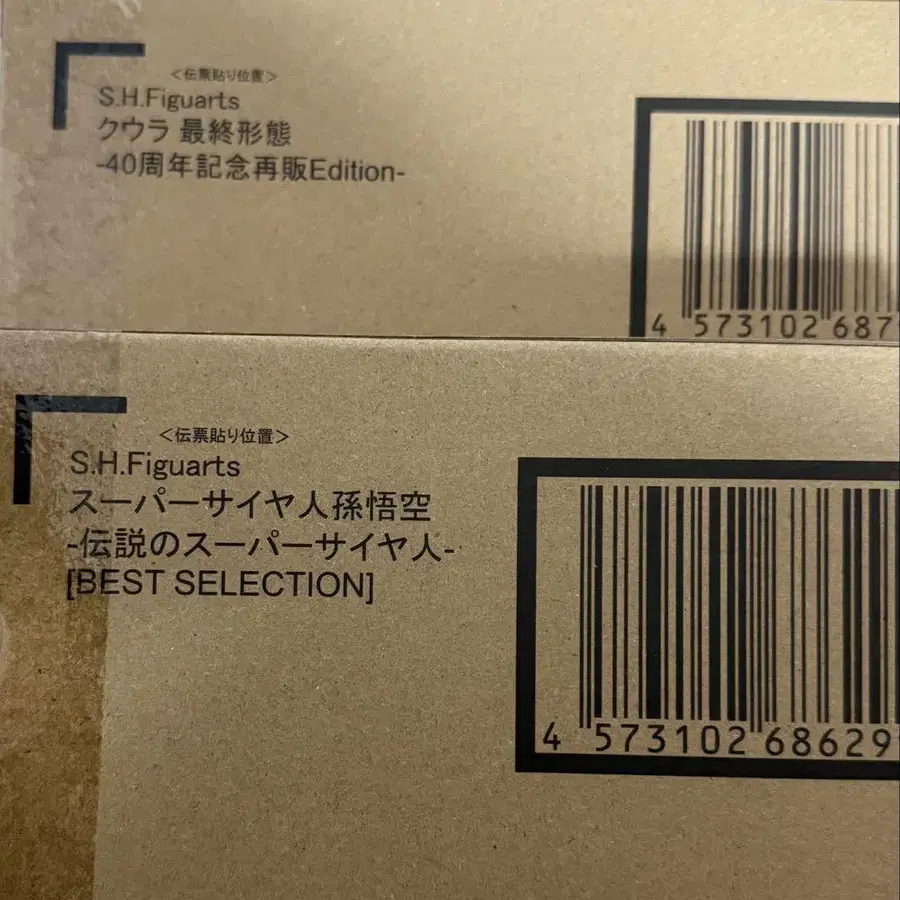 <伝票貼り位置>
S.H.Figuarts
クウラ 最終形態
-40周年記念再販Edition-
4 573102 687
<伝票貼り位置>
S.H.Figuarts
スーパーサイヤ人孫悟空
-伝説のスーパーサイヤ人-
[BEST SELECTION]
4 573102 68629